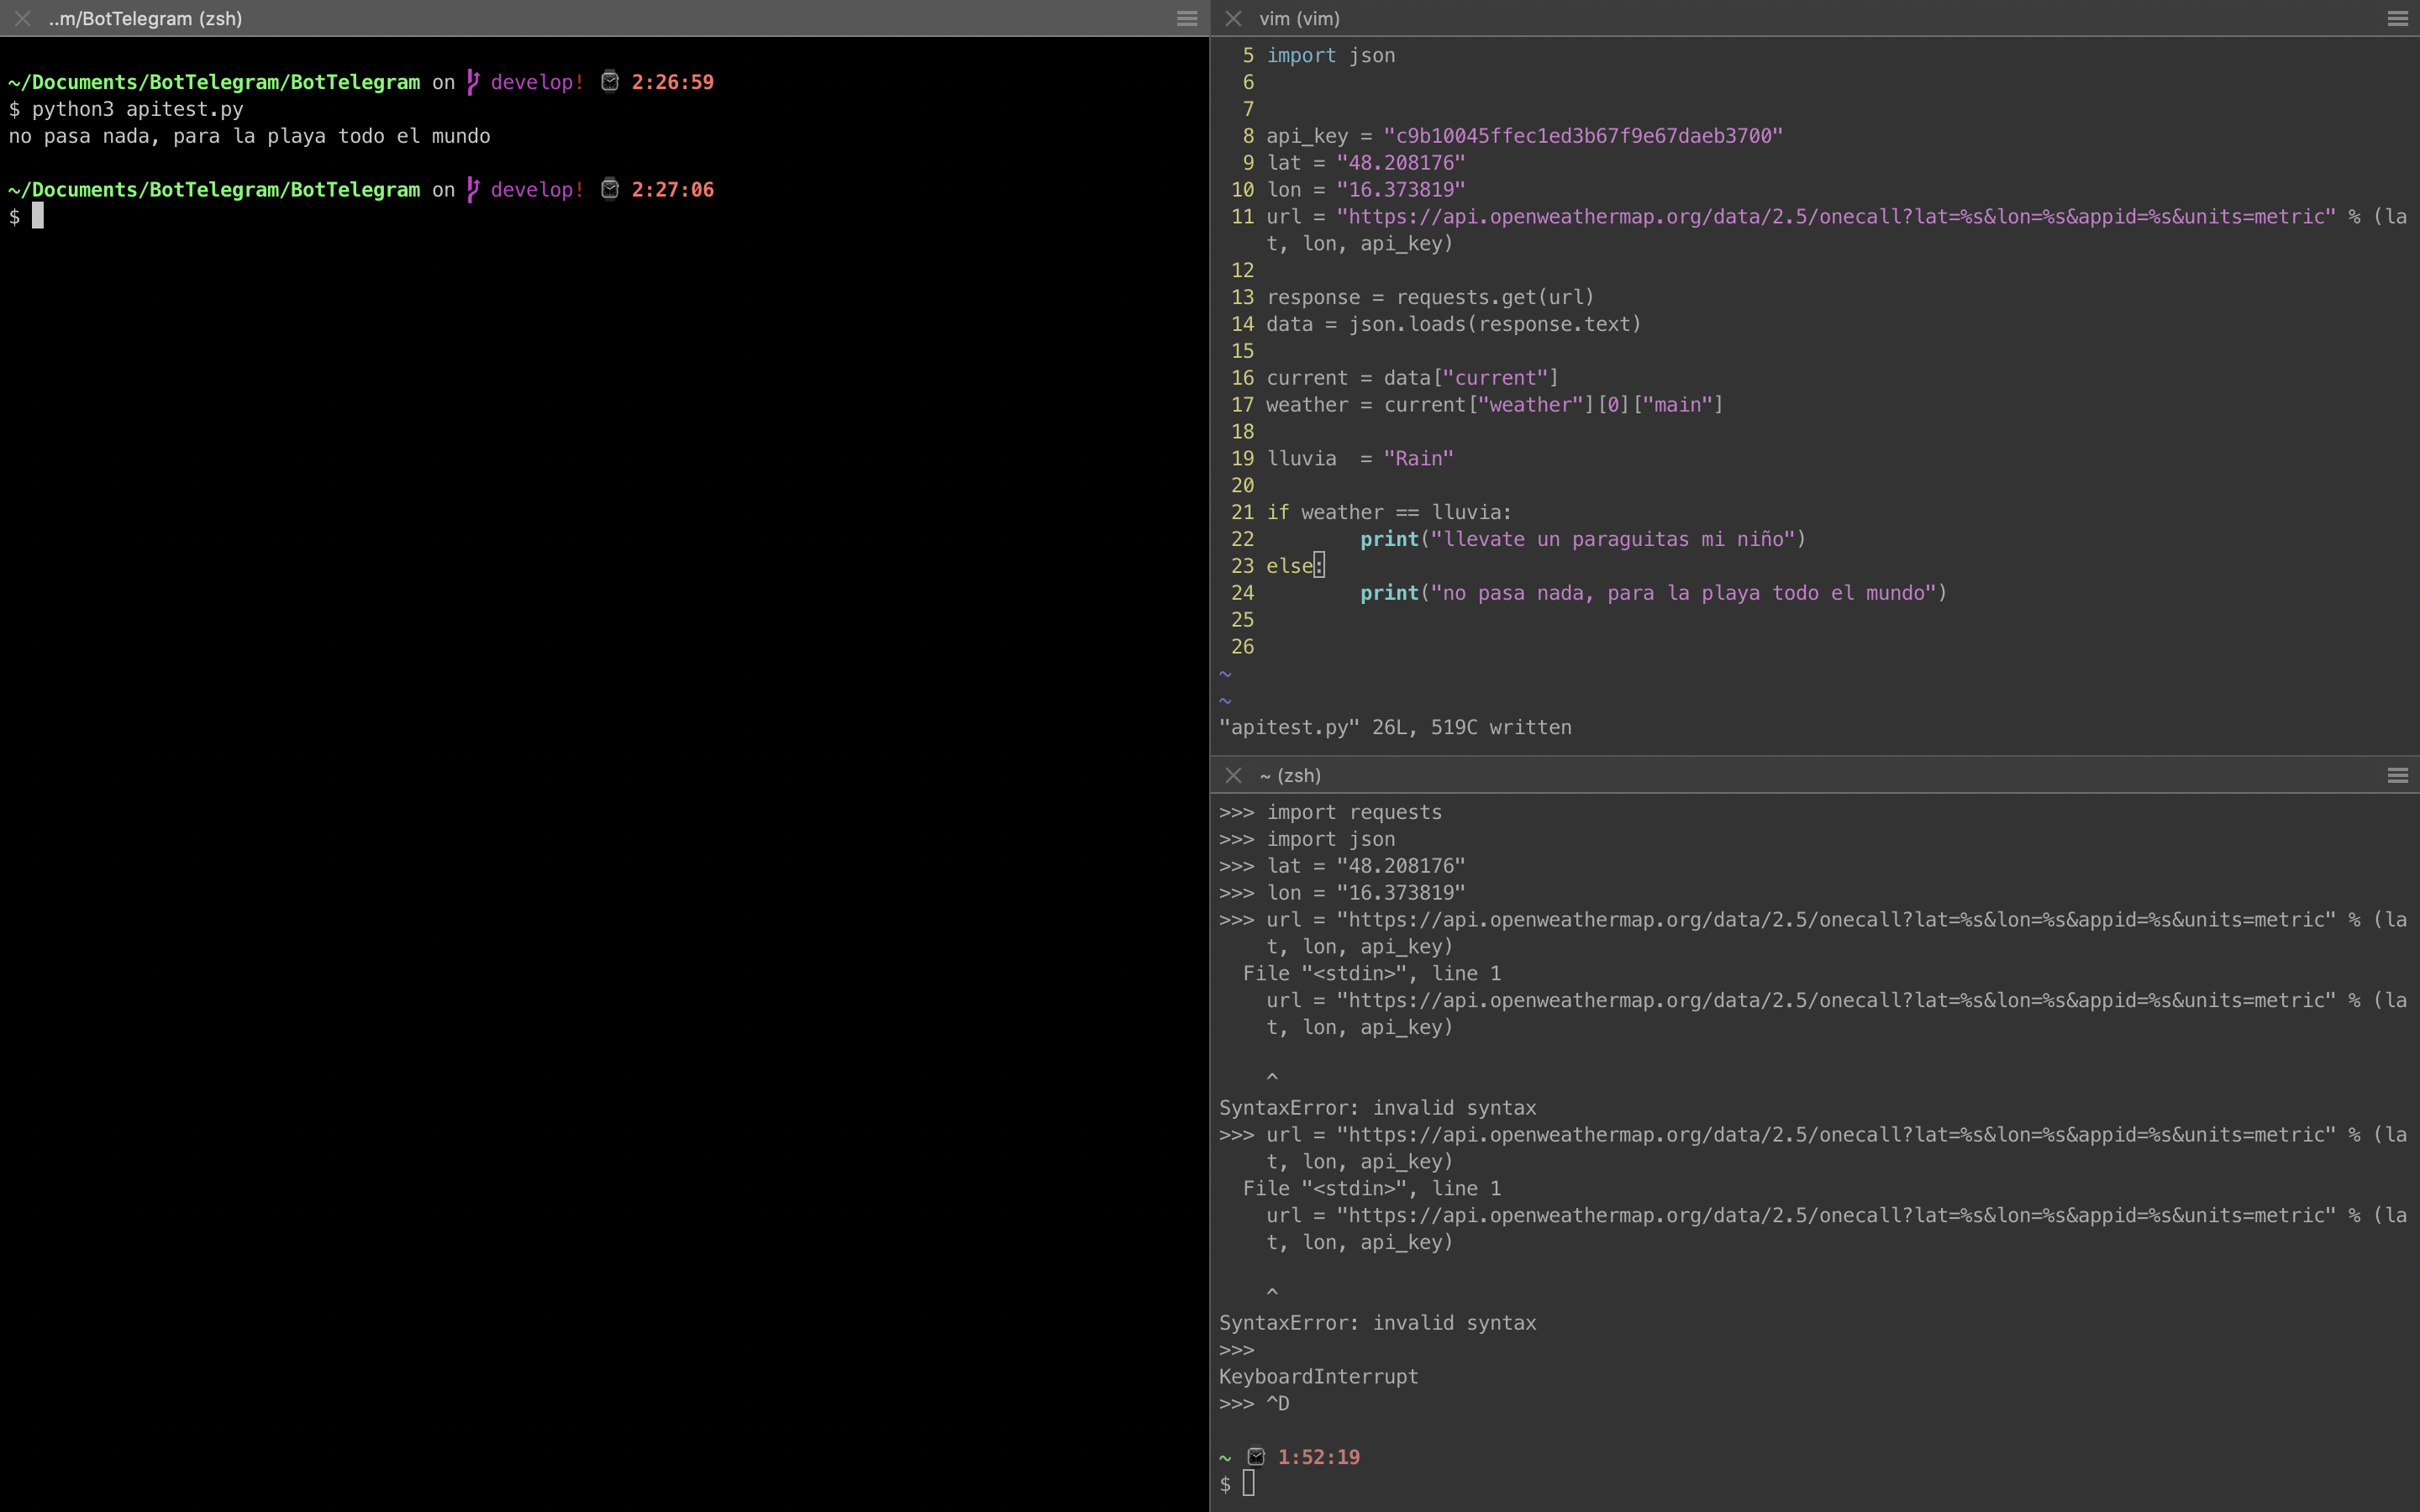 ..m/BotTelegram (zsh)
~/Documents/BotTelegram/BotTelegram on develop! 2:26:59
$ python3 apitest.py
no pasa nada, para la playa todo el mundo
~/Documents/BotTelegram/BotTelegram on develop! 2:27:06
$
vim (vim)
5 import json
6
7
8 api_key = "c9b10045ffec1ed3b67f9e67daeb3700"
9 lat = "48.208176"
10 lon = "16.373819"
11 url = "https://api.openweathermap.org/data/2.5/onecall?lat=%s&lon=%s&appid=%s&units=metric" % (la
t, lon, api_key)
12
13 response = requests.get(url)
14 data = json.loads(response.text)
15
16 current = data["current"]
17 weather = current["weather"][0]["main"]
18
19 lluvia  = "Rain"
20
21 if weather == lluvia:
22         print("llevate un paraguitas mi niño")
23 else:
24         print("no pasa nada, para la playa todo el mundo")
25
26
~
~
"apitest.py" 26L, 519C written
~ (zsh)
>>> import requests
>>> import json
>>> lat = "48.208176"
>>> lon = "16.373819"
>>> url = "https://api.openweathermap.org/data/2.5/onecall?lat=%s&lon=%s&appid=%s&units=metric" % (la
t, lon, api_key)
File "<stdin>", line 1
url = "https://api.openweathermap.org/data/2.5/onecall?lat=%s&lon=%s&appid=%s&units=metric" % (la
t, lon, api_key)
^
SyntaxError: invalid syntax
>>> url = "https://api.openweathermap.org/data/2.5/onecall?lat=%s&lon=%s&appid=%s&units=metric" % (la
t, lon, api_key)
File "<stdin>", line 1
url = "https://api.openweathermap.org/data/2.5/onecall?lat=%s&lon=%s&appid=%s&units=metric" % (la
t, lon, api_key)
^
SyntaxError: invalid syntax
>>>
KeyboardInterrupt
>>> ^D
~ 1:52:19
$